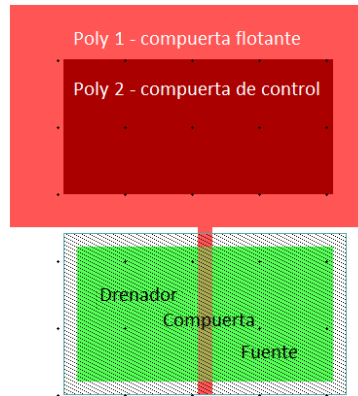 Poly 1 - compuerta flotante
Poly 2 - compuerta de control
Drenador
Compuerta
Fuente